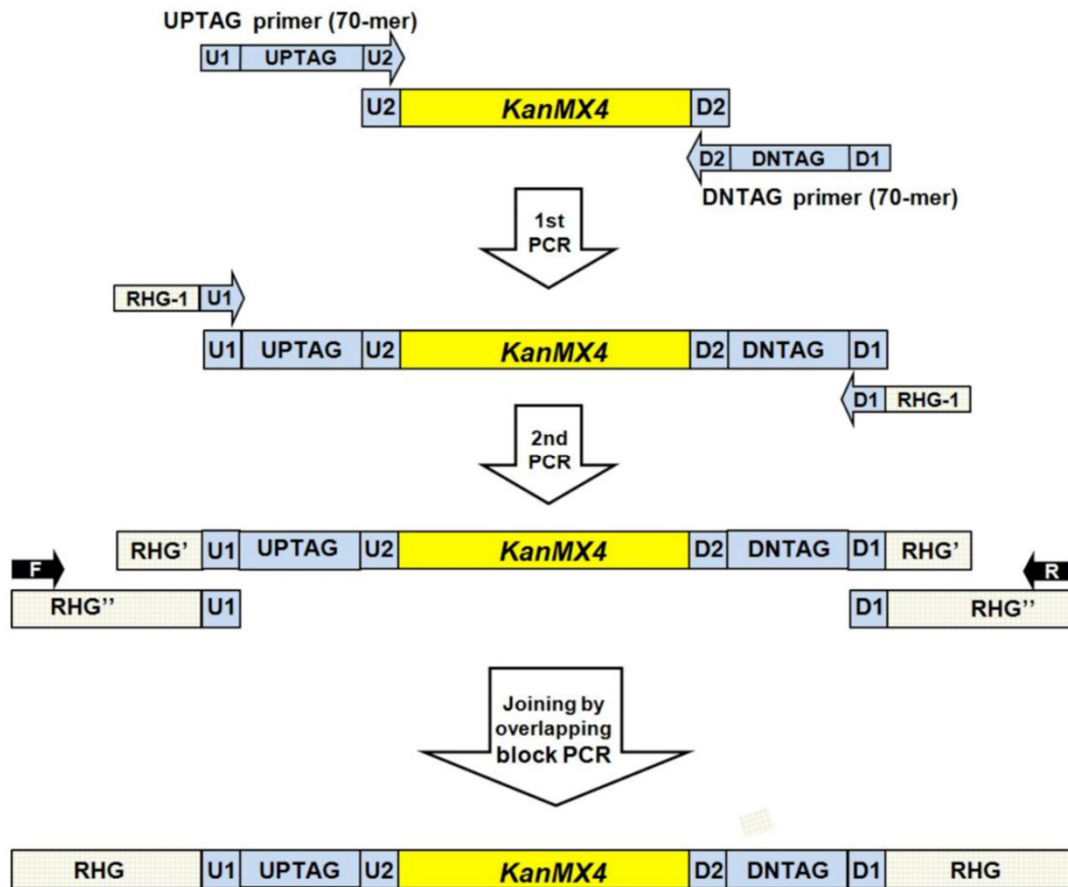 UPTAG primer (70-mer)
U1 UPTAG U2
U2 KanMX4 D2
D2 DNTAG D1
DNTAG primer (70-mer)
1st
PCR
RHG-1 U1
U1 UPTAG U2 KanMX4 D2 DNTAG D1
D1 RHG-1
2nd
PCR
RHG' U1 UPTAG U2 KanMX4 D2 DNTAG D1 RHG'
F R
RHG'' U1 D1 RHG''
Joining by
overlapping
block PCR
RHG U1 UPTAG U2 KanMX4 D2 DNTAG D1 RHG